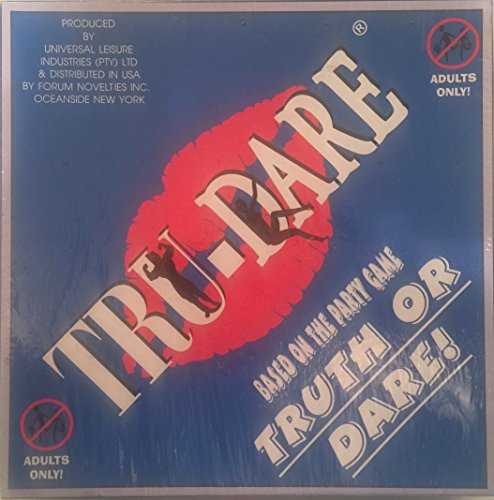 PRODUCED
BY
UNIVERSAL LEISURE
INDUSTRIES (PTY) LTD
& DISTRIBUTED IN USA
BY FORUM NOVELTIES INC.
OCEANSIDE NEW YORK
ADULTS
ONLY!
TRU-DARE®
BASED ON THE PARTY GAME
TRUTH OR
DARE!
ADULTS
ONLY!